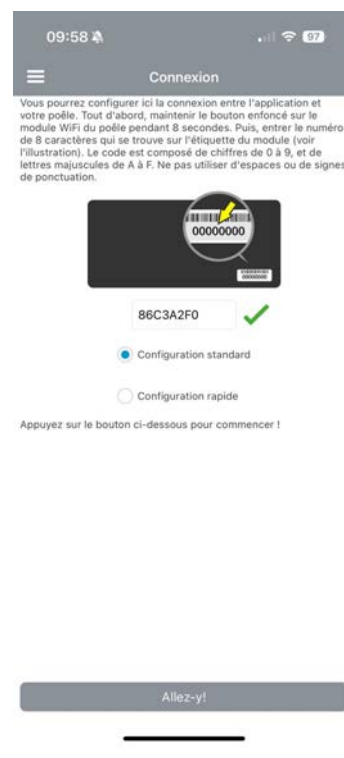 09:58
97
Connexion
Vous pourrez configurer ici la connexion entre l'application et
votre poêle. Tout d'abord, maintenir le bouton enfoncé sur le
module WiFi du poêle pendant 8 secondes. Puis, entrer le numéro
de 8 caractères qui se trouve sur l'étiquette du module (voir
l'illustration). Le code est composé de chiffres de 0 à 9, et de
lettres majuscules de A à F. Ne pas utiliser d'espaces ou de signes
de ponctuation.
00000000
00000000
86C3A2F0
Configuration standard
Configuration rapide
Appuyez sur le bouton ci-dessous pour commencer !
Allez-y!